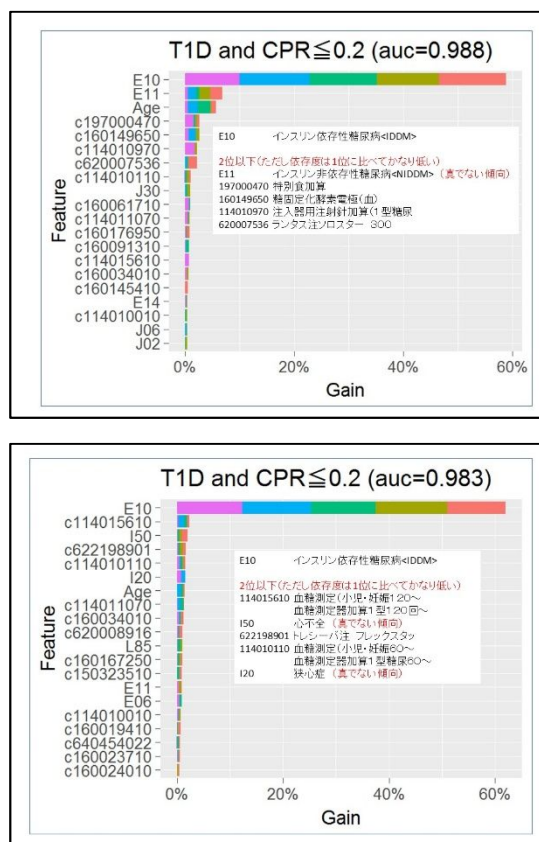 T1D and CPR≦0.2 (auc=0.988)
Feature
E10
E11
Age
c197000470
c160149650
c114010970
c620007536
c114010110
J30
c160061710
c114011070
c160176950
c160091310
c114015610
c160034010
c160145410
E14
c114010010
J06
J02
E10 インスリン依存性糖尿病<IDDM>
2位以下(ただし依存度は1位に比べてかなり低い)
E11 インスリン非依存性糖尿病<NIDDM> (真でない傾向)
197000470 特別食加算
160149650 糖固定化酵素電極(血)
114010970 注入器用注射針加算(1型糖尿
620007536 ランタス注ソロスター 300
0% 20% 40% 60%
Gain
T1D and CPR≦0.2 (auc=0.983)
Feature
E10
c114015610
I50
c622198901
c114010110
I20
Age
c114011070
c160034010
c620008916
L85
c160167250
c150323510
E11
E06
c114010010
c160019410
c640454022
c160023710
c160024010
E10 インスリン依存性糖尿病<IDDM>
2位以下(ただし依存度は1位に比べてかなり低い)
114015610 血糖測定(小児・妊娠120~
血糖測定器加算1型120回~
I50 心不全 (真でない傾向)
622198901 トレシーバ注 フレックスタッ
114010110 血糖測定(小児・妊娠60~
血糖測定器加算1型糖尿60~
I20 狭心症 (真でない傾向)
0% 20% 40% 60%
Gain